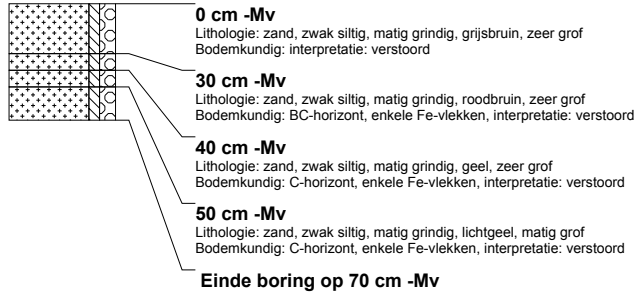 0 cm -Mv
Lithologie: zand, zwak siltig, matig grindig, grijsbruin, zeer grof
Bodemkundig: interpretatie: verstoord
30 cm -Mv
Lithologie: zand, zwak siltig, matig grindig, roodbruin, zeer grof
Bodemkundig: BC-horizont, enkele Fe-vlekken, interpretatie: verstoord
40 cm -Mv
Lithologie: zand, zwak siltig, matig grindig, geel, zeer grof
Bodemkundig: C-horizont, enkele Fe-vlekken, interpretatie: verstoord
50 cm -Mv
Lithologie: zand, zwak siltig, matig grindig, lichtgeel, matig grof
Bodemkundig: C-horizont, enkele Fe-vlekken, interpretatie: verstoord
Einde boring op 70 cm -Mv